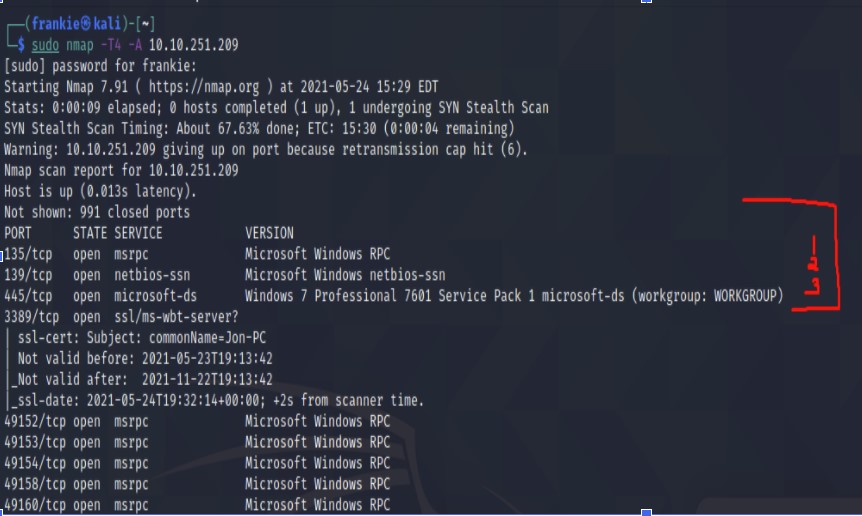 ┌──(frankie㉿kali)-[~]
└─$ sudo nmap -T4 -A 10.10.251.209
[sudo] password for frankie:
Starting Nmap 7.91 ( https://nmap.org ) at 2021-05-24 15:29 EDT
Stats: 0:00:09 elapsed; 0 hosts completed (1 up), 1 undergoing SYN Stealth Scan
SYN Stealth Scan Timing: About 67.63% done; ETC: 15:30 (0:00:04 remaining)
Warning: 10.10.251.209 giving up on port because retransmission cap hit (6).
Nmap scan report for 10.10.251.209
Host is up (0.013s latency).
Not shown: 991 closed ports
PORT STATE SERVICE VERSION
135/tcp open msrpc Microsoft Windows RPC 1
139/tcp open netbios-ssn Microsoft Windows netbios-ssn 2
445/tcp open microsoft-ds Windows 7 Professional 7601 Service Pack 1 microsoft-ds (workgroup: WORKGROUP) 3
3389/tcp open ssl/ms-wbt-server?
| ssl-cert: Subject: commonName=Jon-PC
| Not valid before: 2021-05-23T19:13:42
|_Not valid after: 2021-11-22T19:13:42
|_ssl-date: 2021-05-24T19:32:14+00:00; +2s from scanner time.
49152/tcp open msrpc Microsoft Windows RPC
49153/tcp open msrpc Microsoft Windows RPC
49154/tcp open msrpc Microsoft Windows RPC
49158/tcp open msrpc Microsoft Windows RPC
49160/tcp open msrpc Microsoft Windows RPC